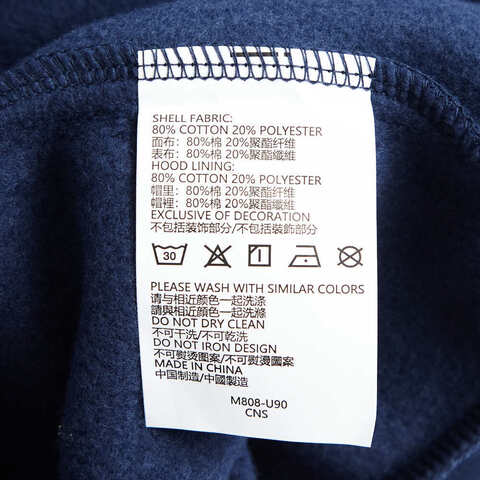 SHELL FABRIC:
80% COTTON 20% POLYESTER
面布：80%棉 20%聚酯纤维
表布：80%棉 20%聚酯纖維
HOOD LINING:
80% COTTON 20% POLYESTER
帽里：80%棉 20%聚酯纤维
帽裡：80%棉 20%聚酯纖維
EXCLUSIVE OF DECORATION
不包括装饰部分/不包括裝飾部分
30
PLEASE WASH WITH SIMILAR COLORS
请与相近颜色一起洗涤
請與相近顏色一起洗滌
DO NOT DRY CLEAN
不可干洗/不可乾洗
DO NOT IRON DESIGN
不可熨烫图案/不可熨燙圖案
MADE IN CHINA
中国制造/中國製造
M808-U90
CNS